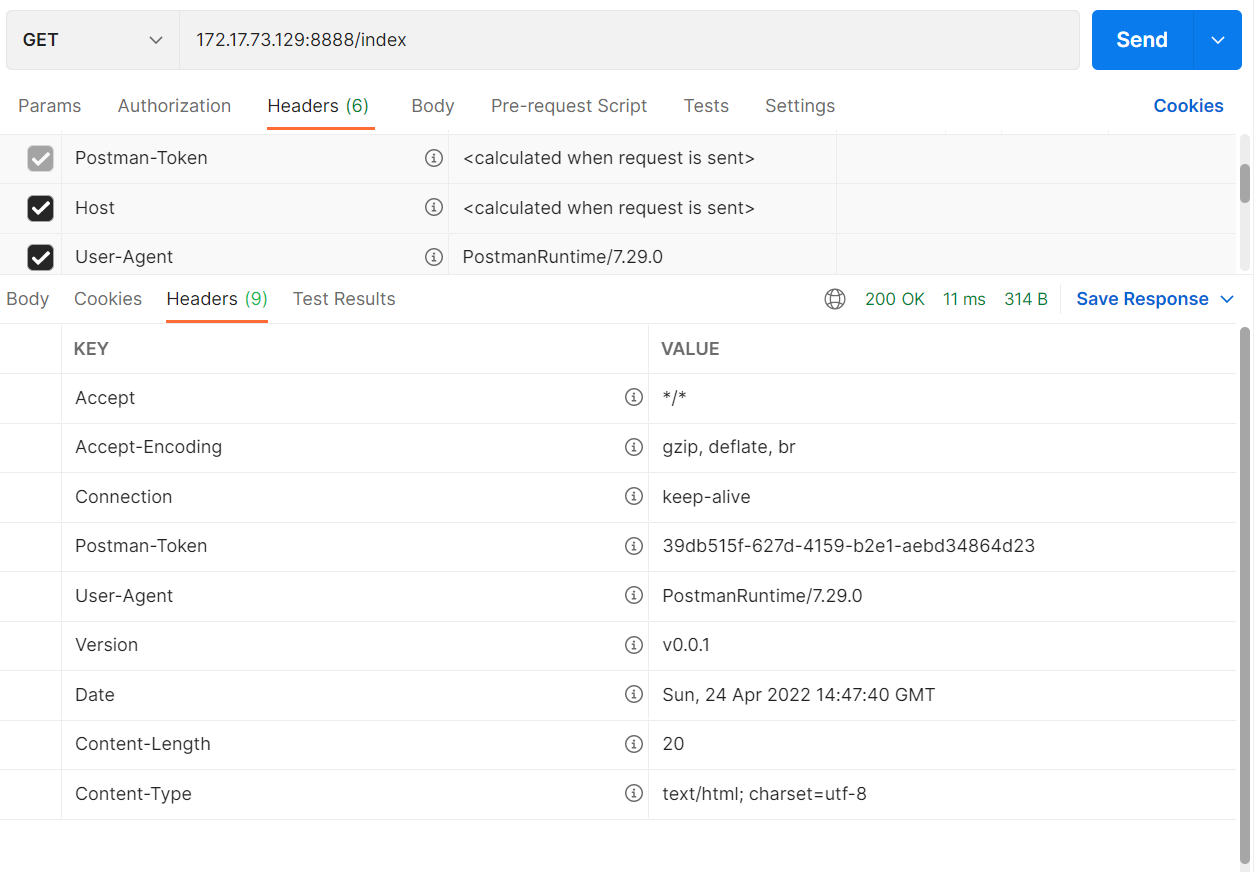 GET 172.17.73.129:8888/index Send
Params Authorization Headers (6) Body Pre-request Script Tests Settings Cookies
Postman-Token <calculated when request is sent>
Host <calculated when request is sent>
User-Agent PostmanRuntime/7.29.0
Body Cookies Headers (9) Test Results 200 OK 11 ms 314 B Save Response
KEY VALUE
Accept */*
Accept-Encoding gzip, deflate, br
Connection keep-alive
Postman-Token 39db515f-627d-4159-b2e1-aebd34864d23
User-Agent PostmanRuntime/7.29.0
Version v0.0.1
Date Sun, 24 Apr 2022 14:47:40 GMT
Content-Length 20
Content-Type text/html; charset=utf-8